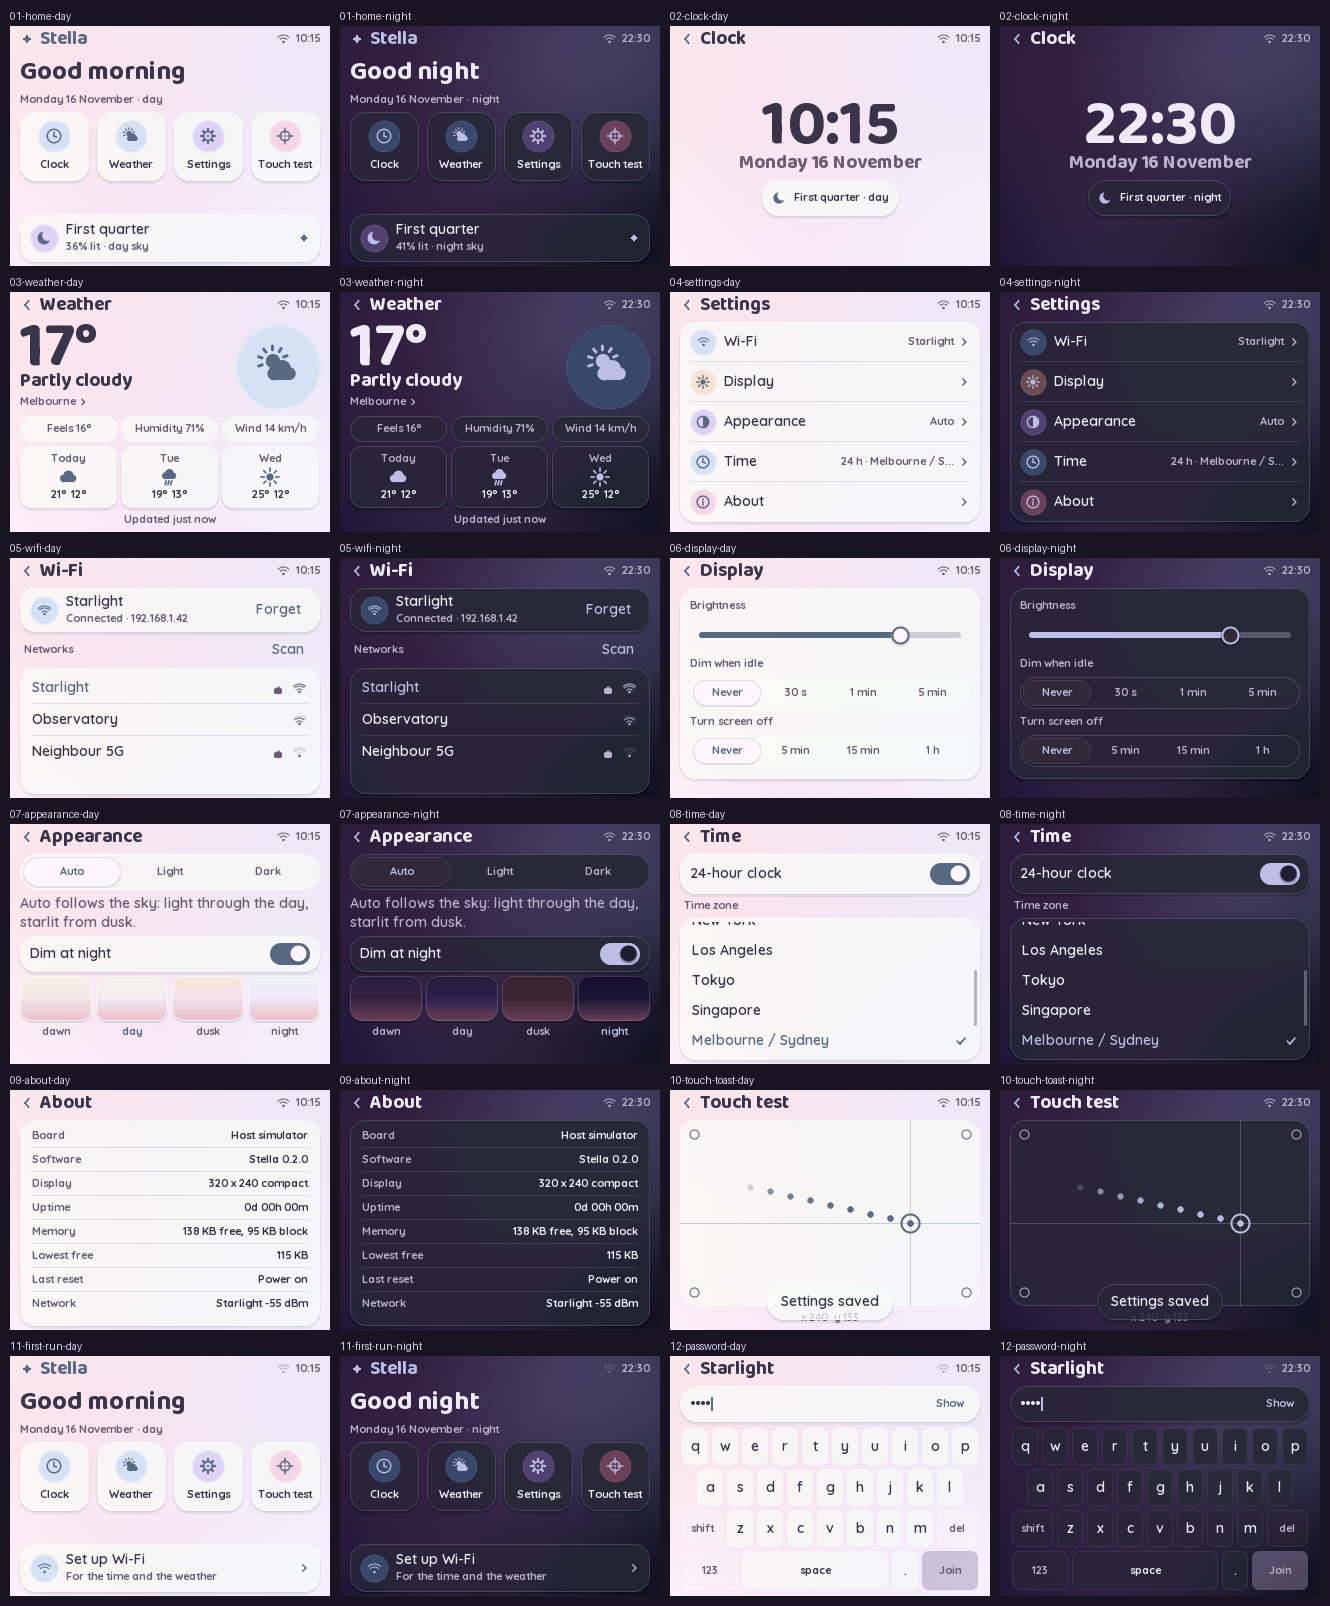 01-home-day
Stella 10:15
Good morning
Monday 16 November · day
Clock Weather Settings Touch test
First quarter
36% lit · day sky
01-home-night
Stella 22:30
Good night
Monday 16 November · night
Clock Weather Settings Touch test
First quarter
41% lit · night sky
02-clock-day
Clock 10:15
10:15
Monday 16 November
First quarter · day
02-clock-night
Clock 22:30
22:30
Monday 16 November
First quarter · night
03-weather-day
Weather 10:15
17°
Partly cloudy
Melbourne
Feels 16° Humidity 71% Wind 14 km/h
Today Tue Wed
21° 12° 19° 13° 25° 12°
Updated just now
03-weather-night
Weather 22:30
17°
Partly cloudy
Melbourne
Feels 16° Humidity 71% Wind 14 km/h
Today Tue Wed
21° 12° 19° 13° 25° 12°
Updated just now
04-settings-day
Settings 10:15
Wi-Fi Starlight
Display
Appearance Auto
Time 24 h · Melbourne / S...
About
04-settings-night
Settings 22:30
Wi-Fi Starlight
Display
Appearance Auto
Time 24 h · Melbourne / S...
About
05-wifi-day
Wi-Fi 10:15
Starlight
Connected · 192.168.1.42
Forget
Networks Scan
Starlight
Observatory
Neighbour 5G
05-wifi-night
Wi-Fi 22:30
Starlight
Connected · 192.168.1.42
Forget
Networks Scan
Starlight
Observatory
Neighbour 5G
06-display-day
Display 10:15
Brightness
Dim when idle
Never 30 s 1 min 5 min
Turn screen off
Never 5 min 15 min 1 h
06-display-night
Display 22:30
Brightness
Dim when idle
Never 30 s 1 min 5 min
Turn screen off
Never 5 min 15 min 1 h
07-appearance-day
Appearance 10:15
Auto Light Dark
Auto follows the sky: light through the day,
starlit from dusk.
Dim at night
dawn day dusk night
07-appearance-night
Appearance 22:30
Auto Light Dark
Auto follows the sky: light through the day,
starlit from dusk.
Dim at night
dawn day dusk night
08-time-day
Time 10:15
24-hour clock
Time zone
New York
Los Angeles
Tokyo
Singapore
Melbourne / Sydney
08-time-night
Time 22:30
24-hour clock
Time zone
New York
Los Angeles
Tokyo
Singapore
Melbourne / Sydney
09-about-day
About 10:15
Board Host simulator
Software Stella 0.2.0
Display 320 x 240 compact
Uptime 0d 00h 00m
Memory 138 KB free, 95 KB block
Lowest free 115 KB
Last reset Power on
Network Starlight -55 dBm
09-about-night
About 22:30
Board Host simulator
Software Stella 0.2.0
Display 320 x 240 compact
Uptime 0d 00h 00m
Memory 138 KB free, 95 KB block
Lowest free 115 KB
Last reset Power on
Network Starlight -55 dBm
10-touch-toast-day
Touch test 10:15
Settings saved
x 240 y 133
10-touch-toast-night
Touch test 22:30
Settings saved
x 240 y 133
11-first-run-day
Stella 10:15
Good morning
Monday 16 November · day
Clock Weather Settings Touch test
Set up Wi-Fi
For the time and the weather
11-first-run-night
Stella 22:30
Good night
Monday 16 November · night
Clock Weather Settings Touch test
Set up Wi-Fi
For the time and the weather
12-password-day
Starlight 10:15
•••• Show
q w e r t y u i o p
a s d f g h j k l
shift z x c v b n m del
123 space . Join
12-password-night
Starlight 22:30
•••• Show
q w e r t y u i o p
a s d f g h j k l
shift z x c v b n m del
123 space . Join